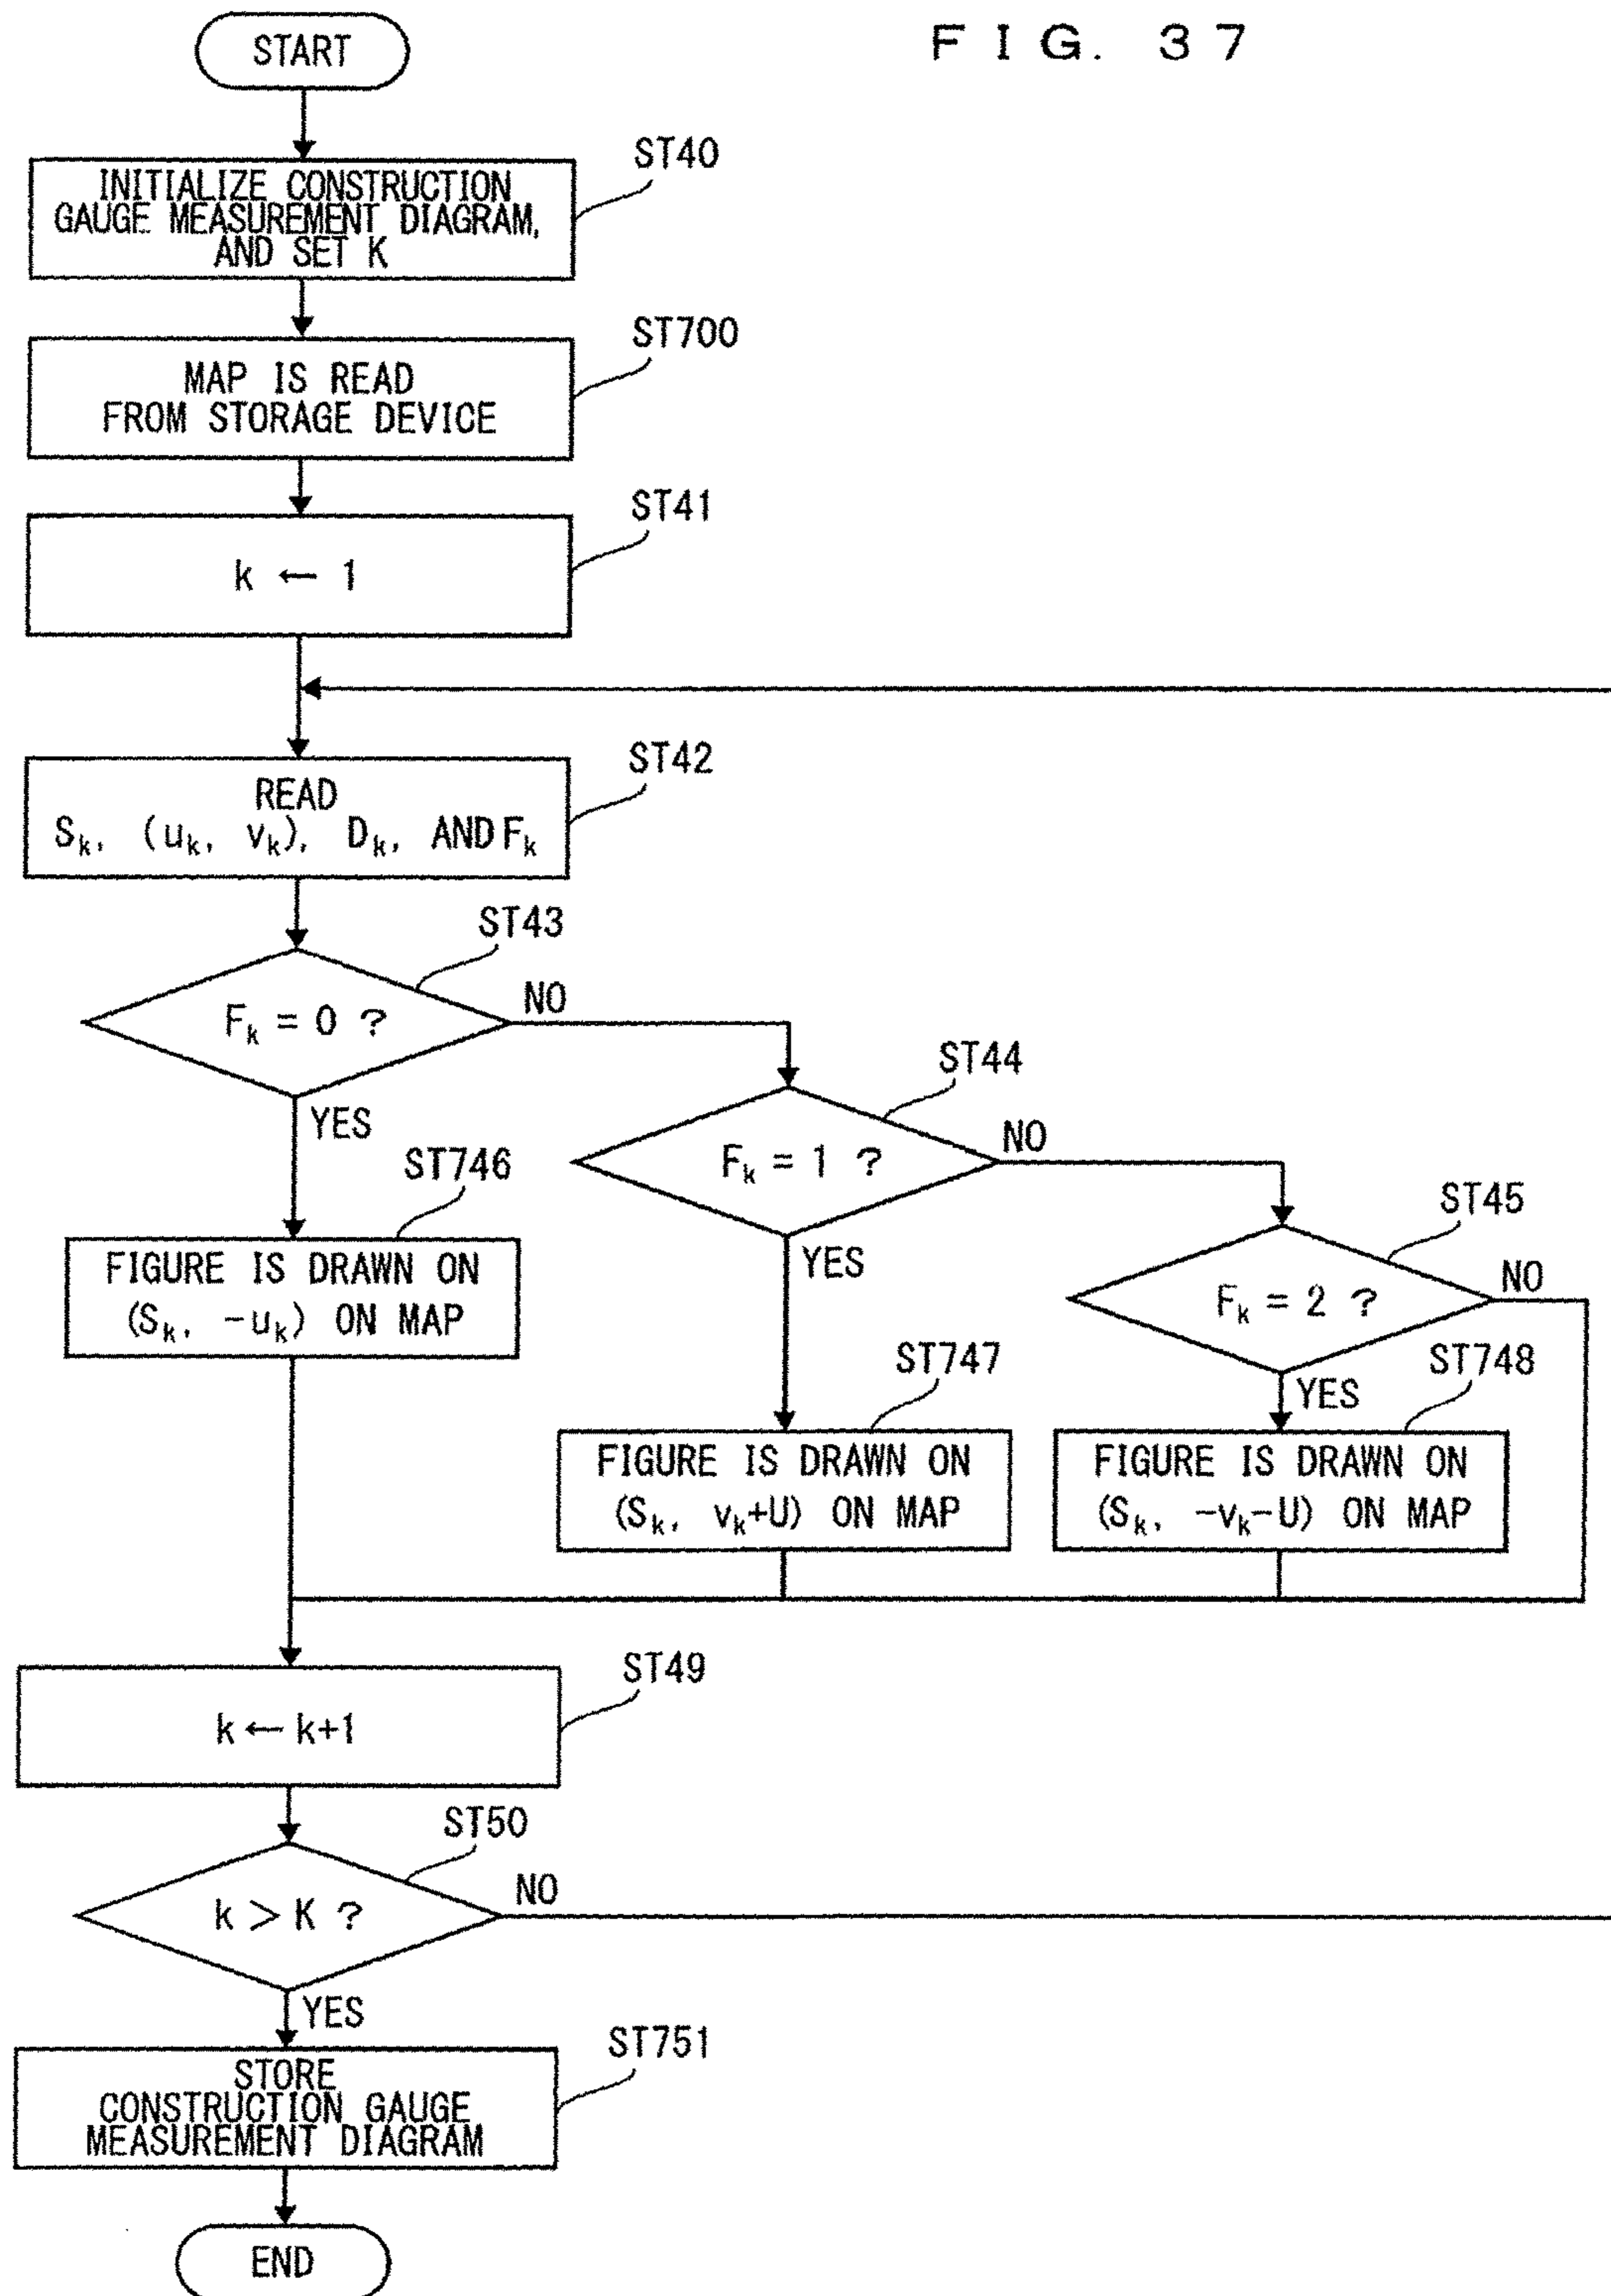 FIG. 37
START
ST40
INITIALIZE CONSTRUCTION
GAUGE MEASUREMENT DIAGRAM,
AND SET K
ST700
MAP IS READ
FROM STORAGE DEVICE
ST41
k ← 1
ST42
READ
Sₖ, (uₖ, vₖ), Dₖ, AND Fₖ
ST43
Fₖ = 0 ?
NO
YES
ST44
Fₖ = 1 ?
NO
YES
ST45
Fₖ = 2 ?
NO
YES
ST746
FIGURE IS DRAWN ON
(Sₖ, -uₖ) ON MAP
ST747
FIGURE IS DRAWN ON
(Sₖ, vₖ+U) ON MAP
ST748
FIGURE IS DRAWN ON
(Sₖ, -vₖ-U) ON MAP
ST49
k ← k+1
ST50
k > K ?
NO
YES
ST751
STORE
CONSTRUCTION GAUGE
MEASUREMENT DIAGRAM
END